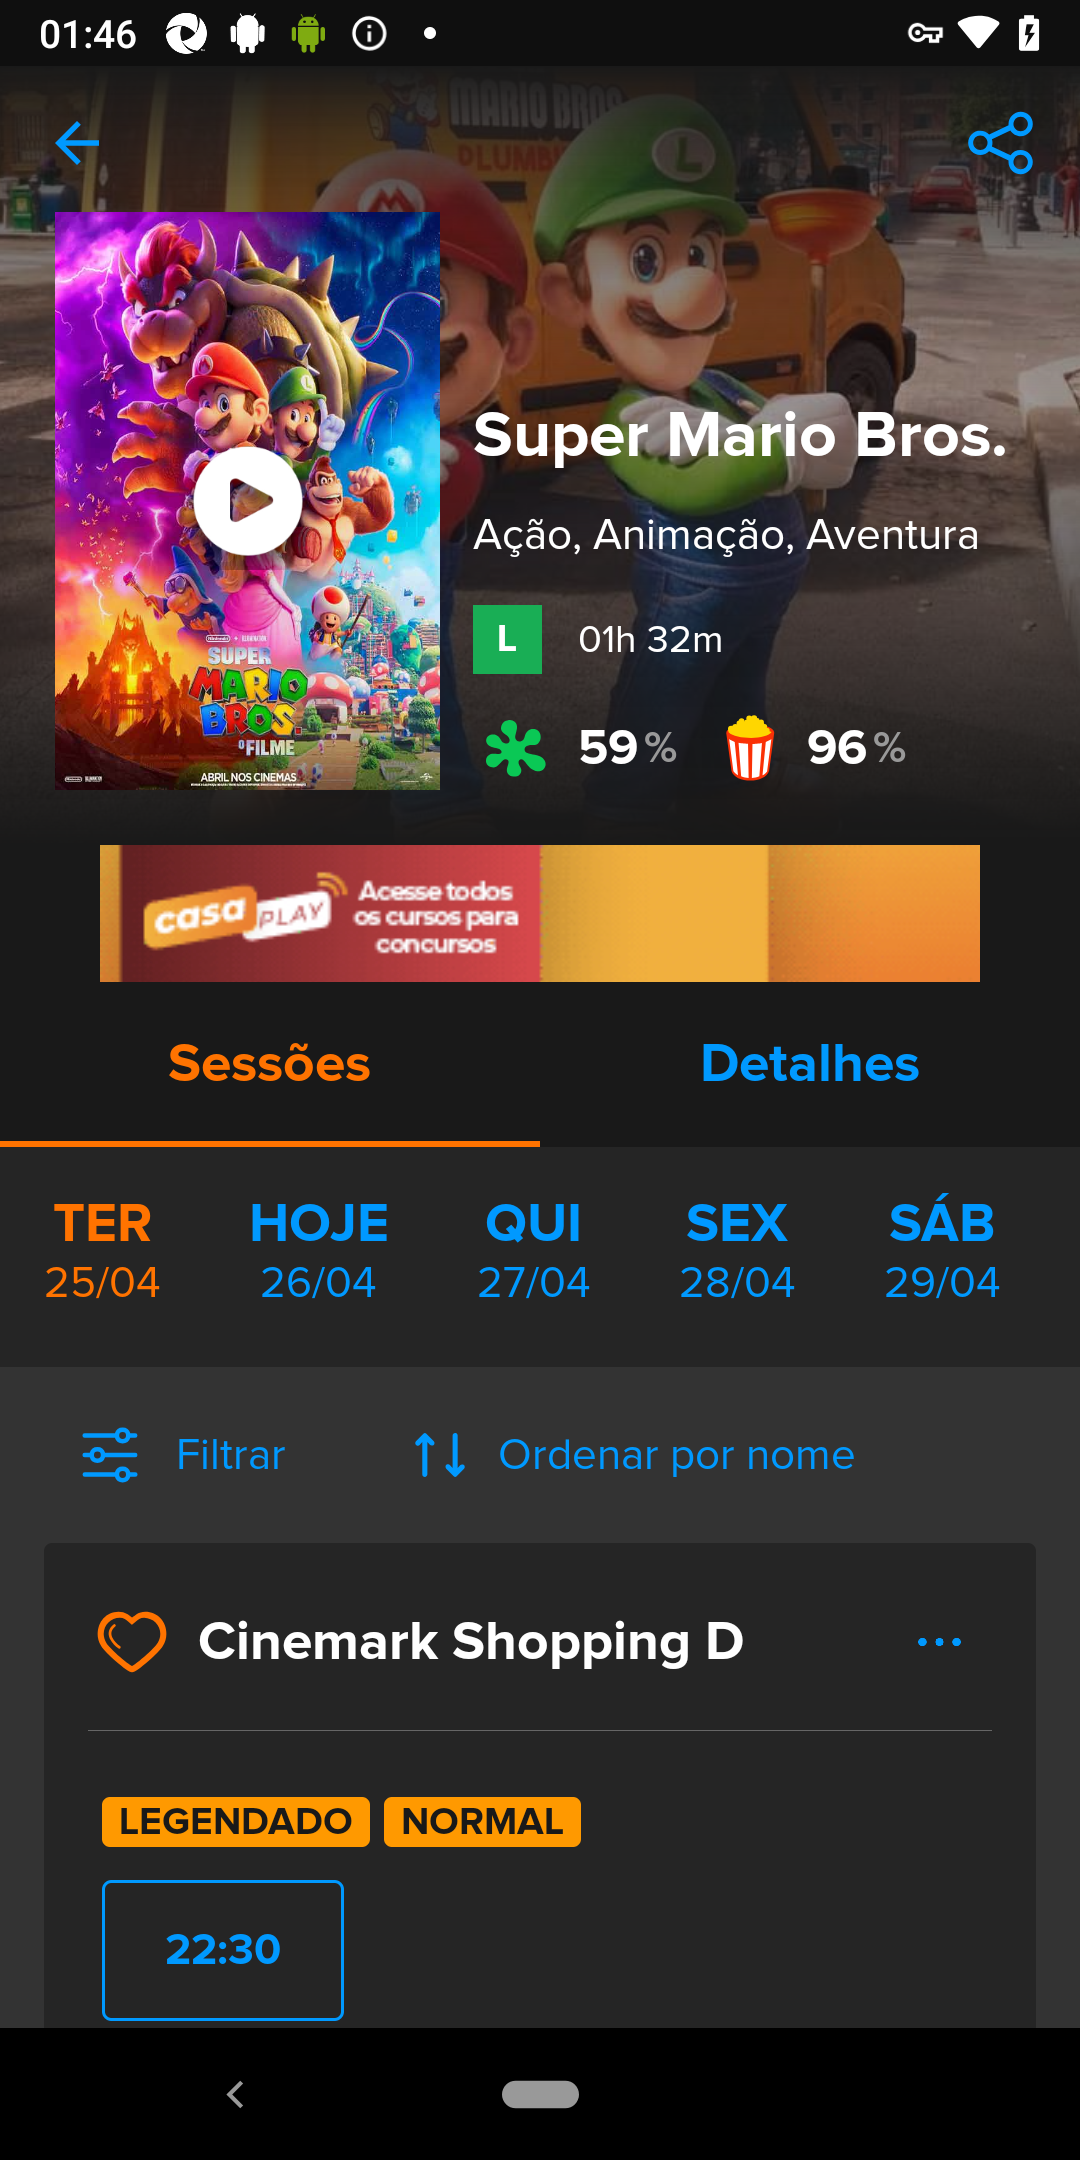 01:46
MARIO BROS
PLUMBI
L
SUPER
MARIO
BROS.
O FILME
ABRIL NOS CINEMAS
Super Mario Bros.
Ação, Animação, Aventura
L 01h 32m
59% 96%
casa PLAY
Acesse todos
os cursos para
concursos
Sessões Detalhes
TER HOJE QUI SEX SÁB
25/04 26/04 27/04 28/04 29/04
Filtrar Ordenar por nome
Cinemark Shopping D
LEGENDADO NORMAL
22:30